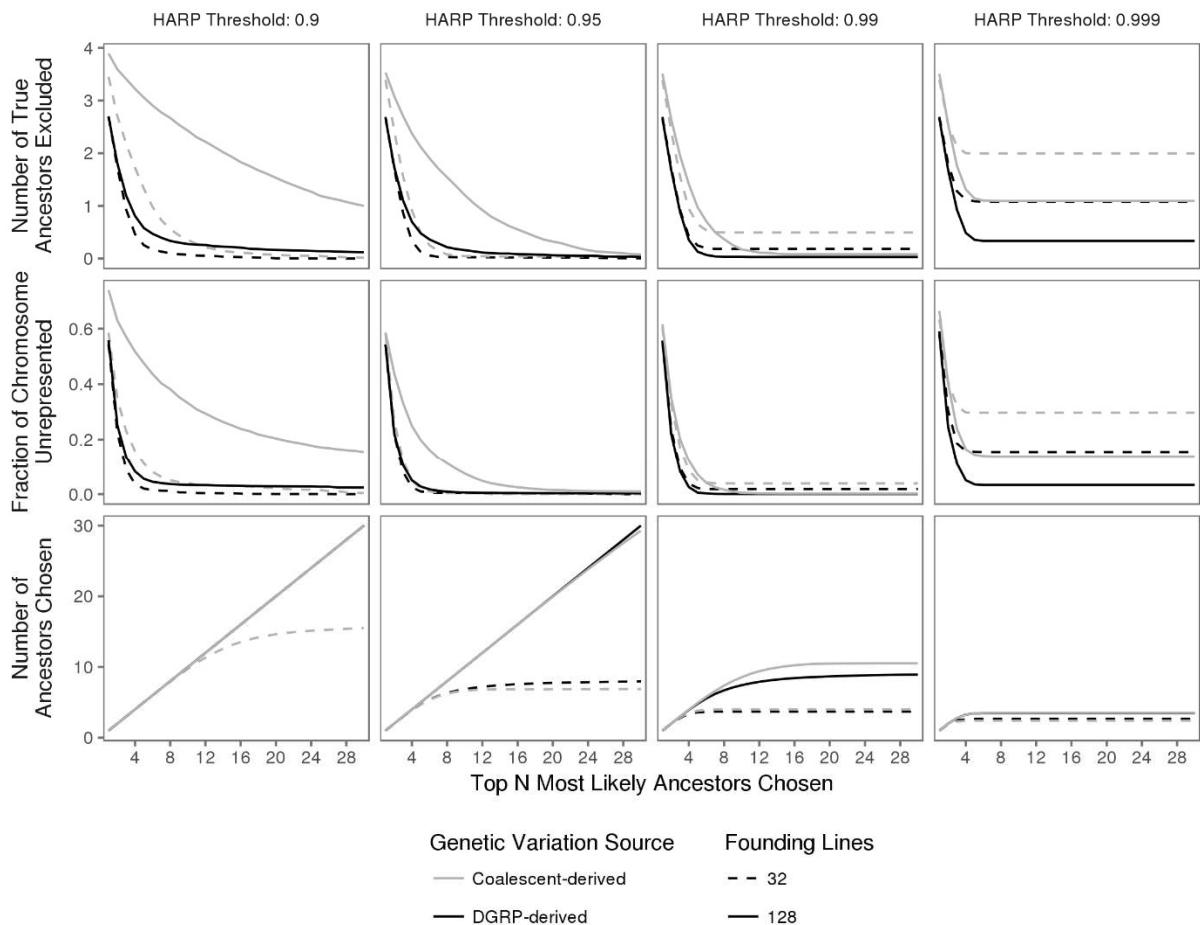 HARP Threshold: 0.9 HARP Threshold: 0.95 HARP Threshold: 0.99 HARP Threshold: 0.999
Number of True
Ancestors Excluded
4
3
2
1
0
Fraction of Chromosome
Unrepresented
0.6
0.4
0.2
0.0
Number of
Ancestors Chosen
30
20
10
0
4 8 12 16 20 24 28 4 8 12 16 20 24 28 4 8 12 16 20 24 28 4 8 12 16 20 24 28
Top N Most Likely Ancestors Chosen
Genetic Variation Source
Coalescent-derived
DGRP-derived
Founding Lines
32
128